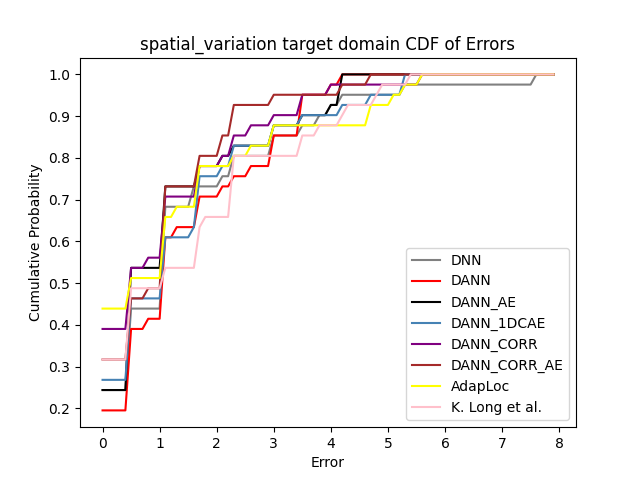 spatial_variation target domain CDF of Errors
Cumulative Probability
1.0
0.9
0.8
0.7
0.6
0.5
0.4
0.3
0.2
DNN
DANN
DANN_AE
DANN_1DCAE
DANN_CORR
DANN_CORR_AE
AdapLoc
K. Long et al.
0 1 2 3 4 5 6 7 8
Error